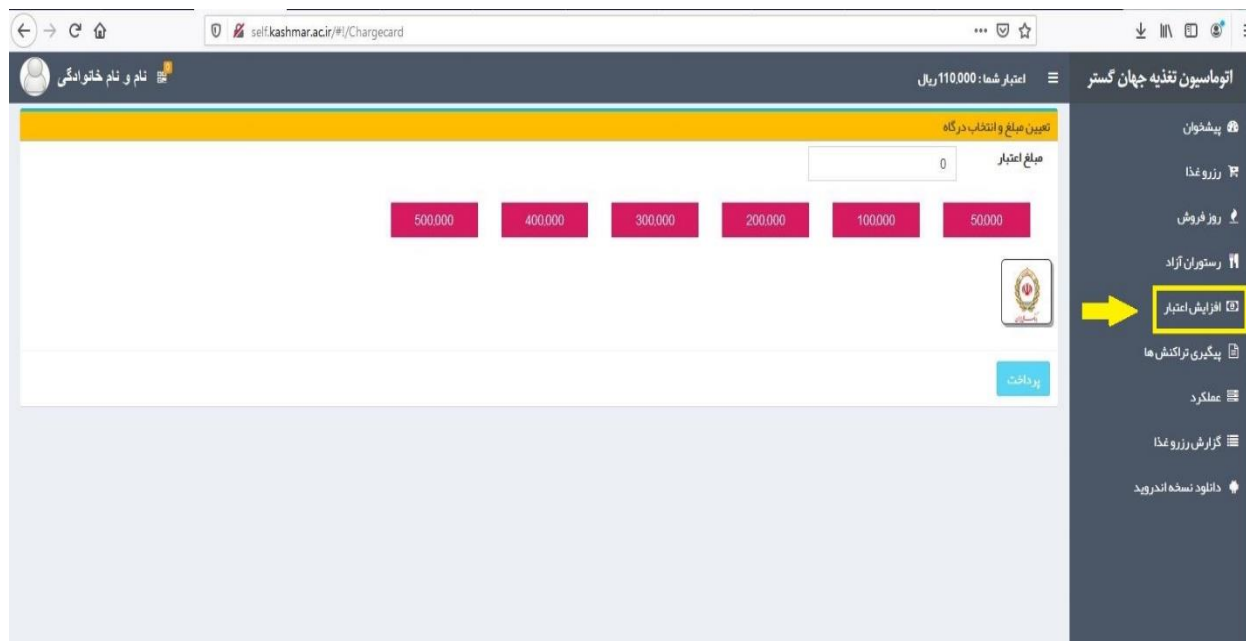 self.kashmar.ac.ir/#!/Chargecard
اتوماسیون تغذیه جهان گستر
اعتبار شما : 110,000 ریال
نام و نام خانوادگی
0
پیشخوان
رزرو غذا
روز فروش
رستوران آزاد
افزایش اعتبار
پیگیری تراکنش ها
عملکرد
گزارش رزرو غذا
دانلود نسخه اندروید
تعیین مبلغ و انتخاب درگاه
مبلغ اعتبار
0
50,000 100,000 200,000 300,000 400,000 500,000
پرداخت